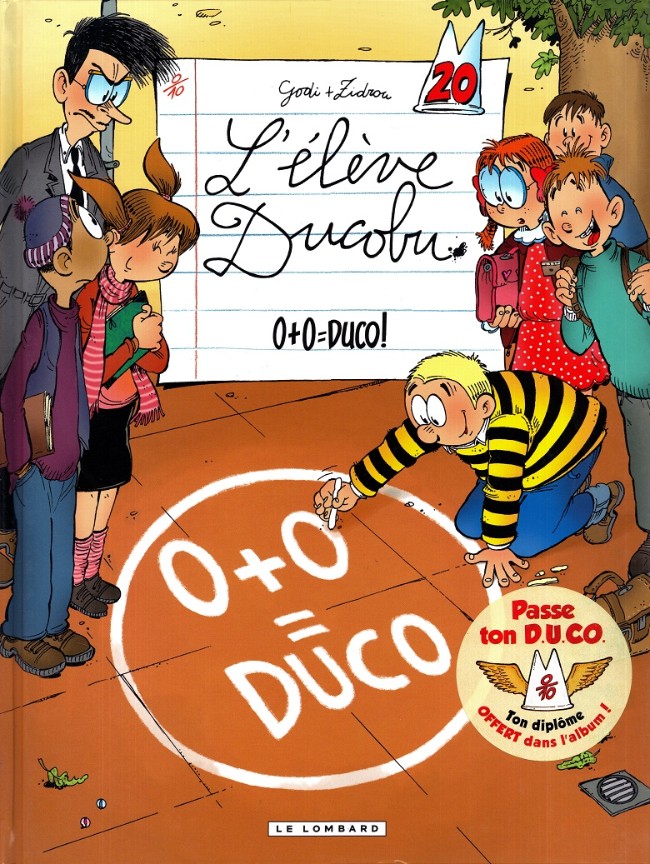 Godi + Zidrou
20
0/10
L'élève
Ducobu
0+0=DUCO!
0+0
=
DUCO
Passe
ton D.U.CO.
0/10
Ton diplôme
OFFERT dans l'album !
LE LOMBARD